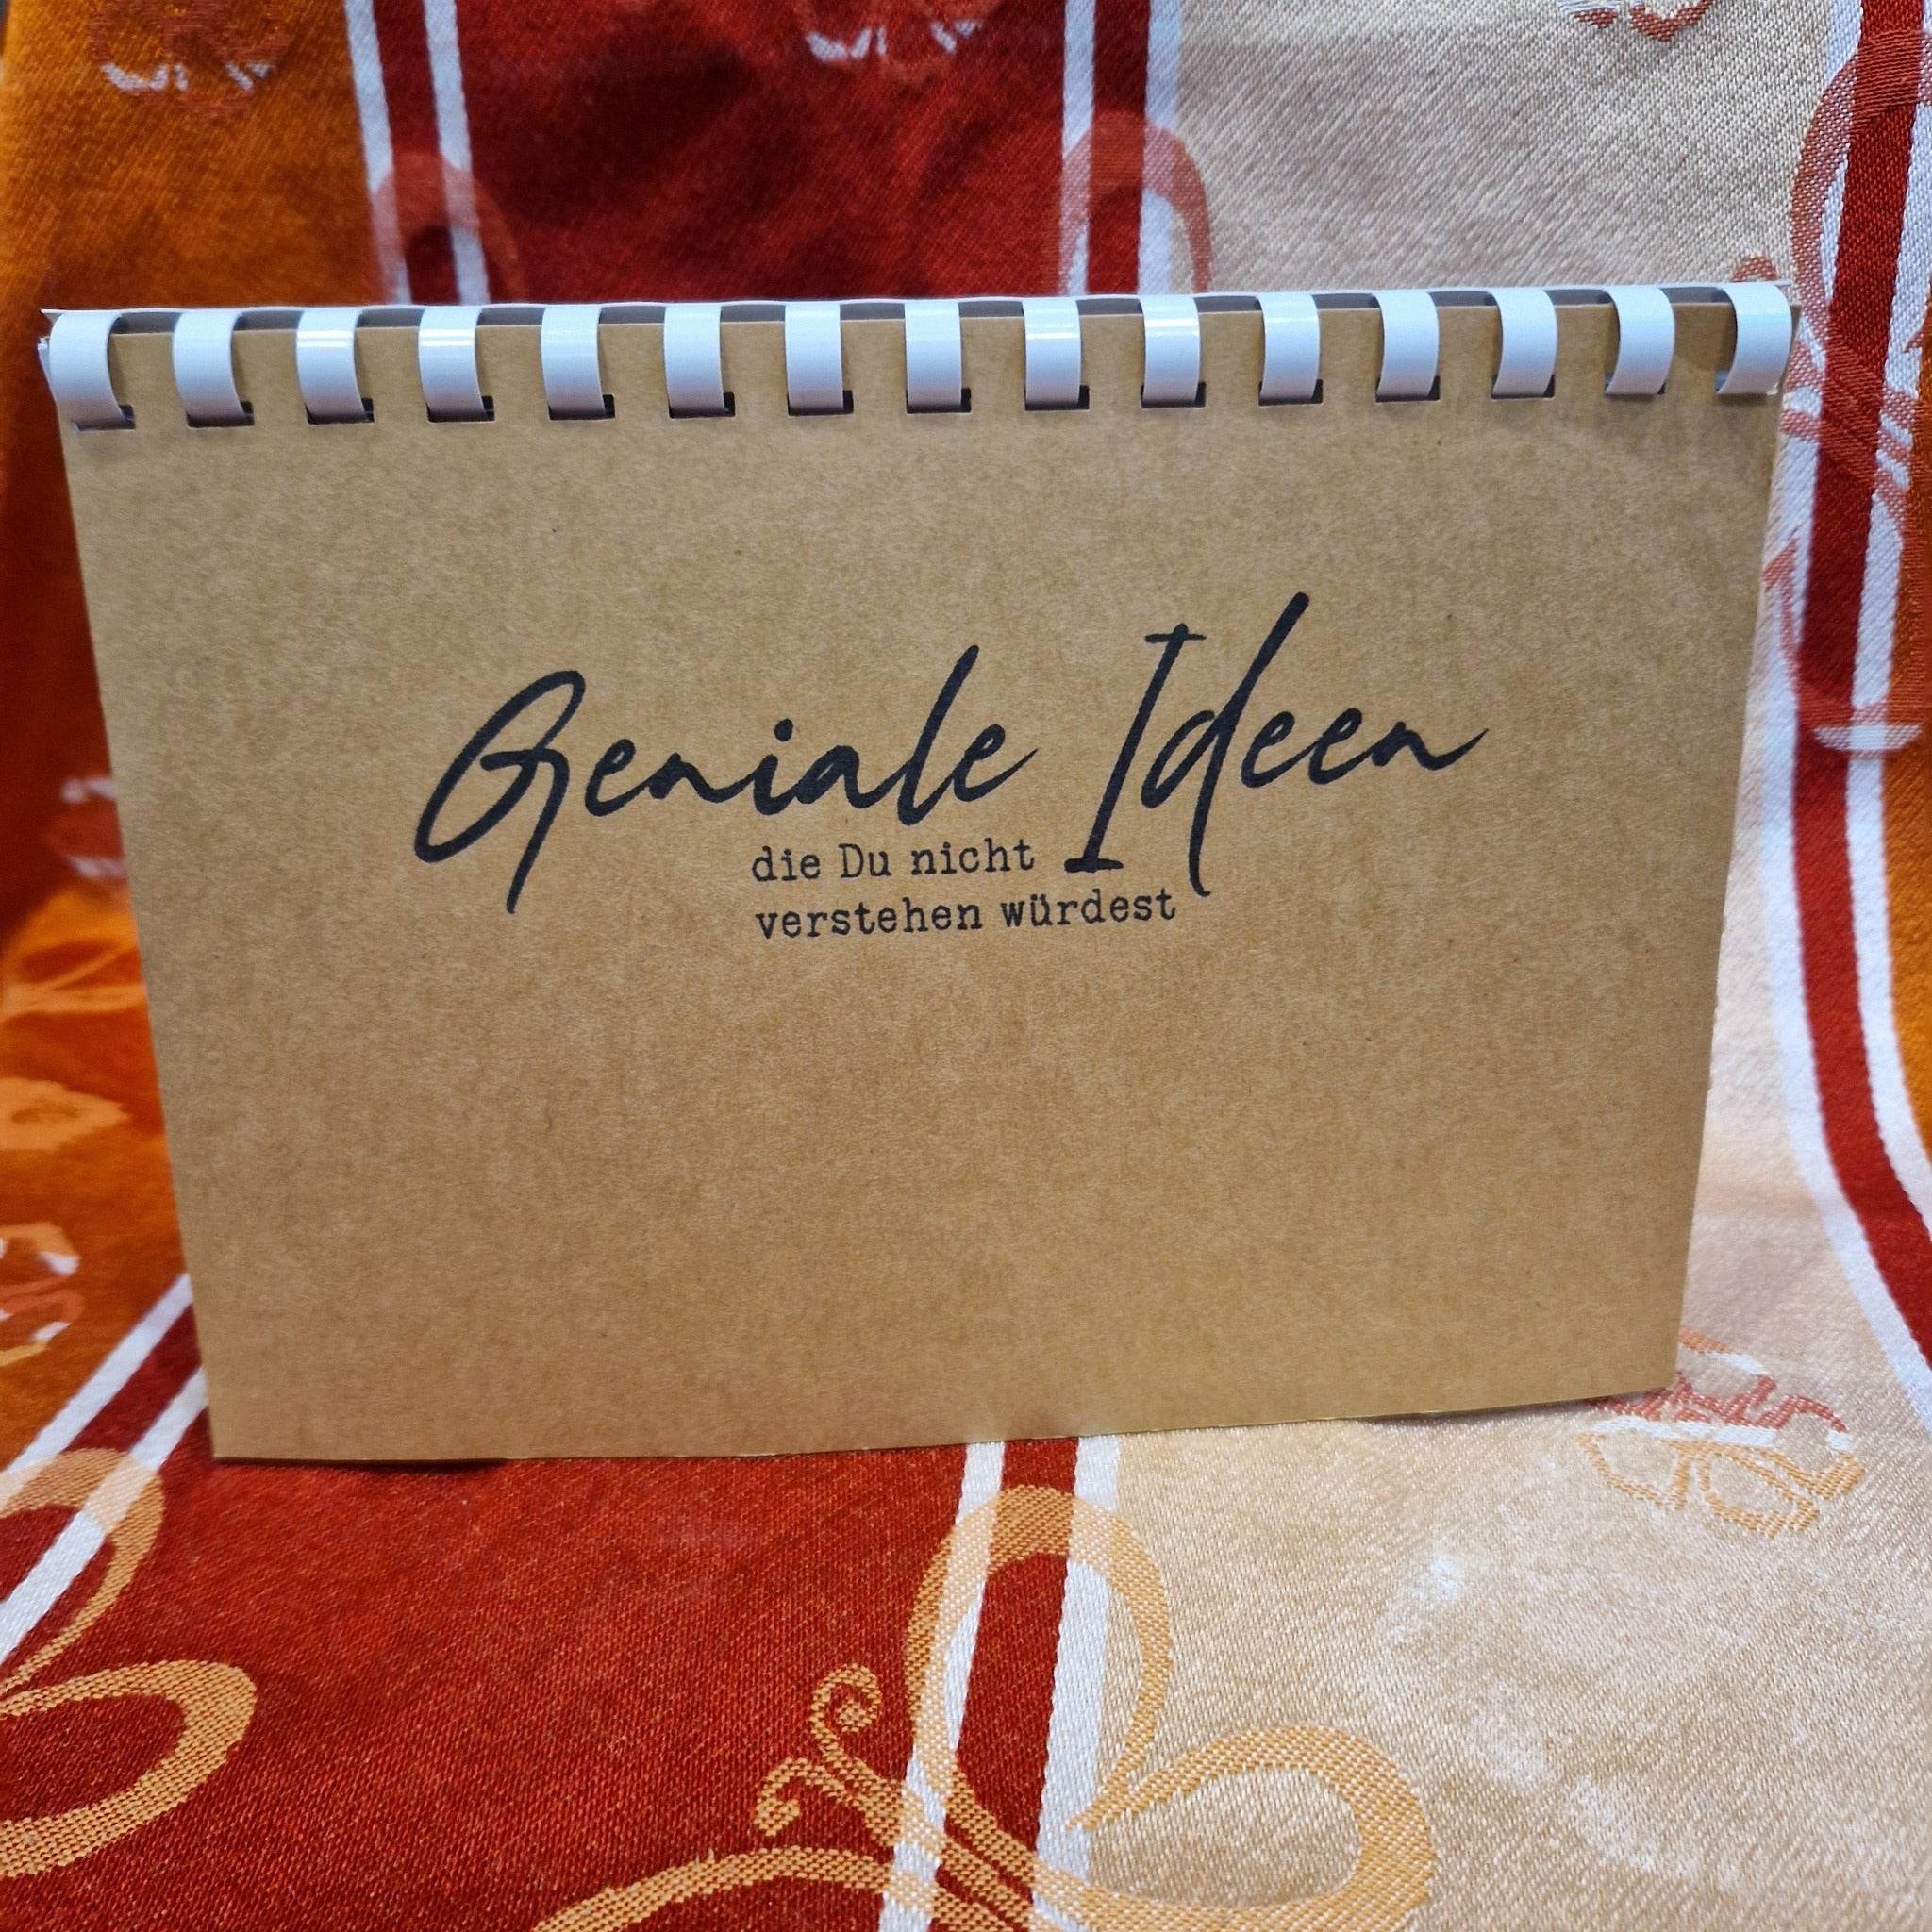 Geniale Ideen
die Du nicht
verstehen würdest